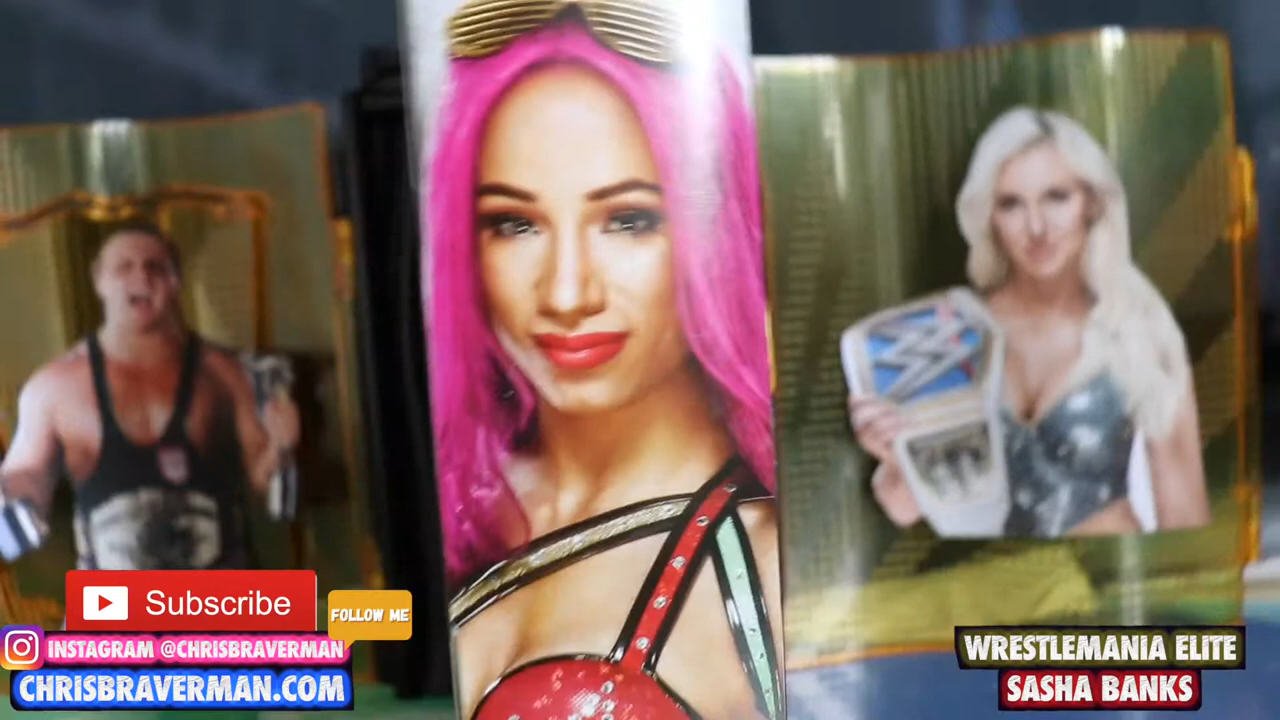 Subscribe
FOLLOW ME
INSTAGRAM @CHRISBRAVERMAN
CHRISBRAVERMAN.COM
WRESTLEMANIA ELITE
SASHA BANKS